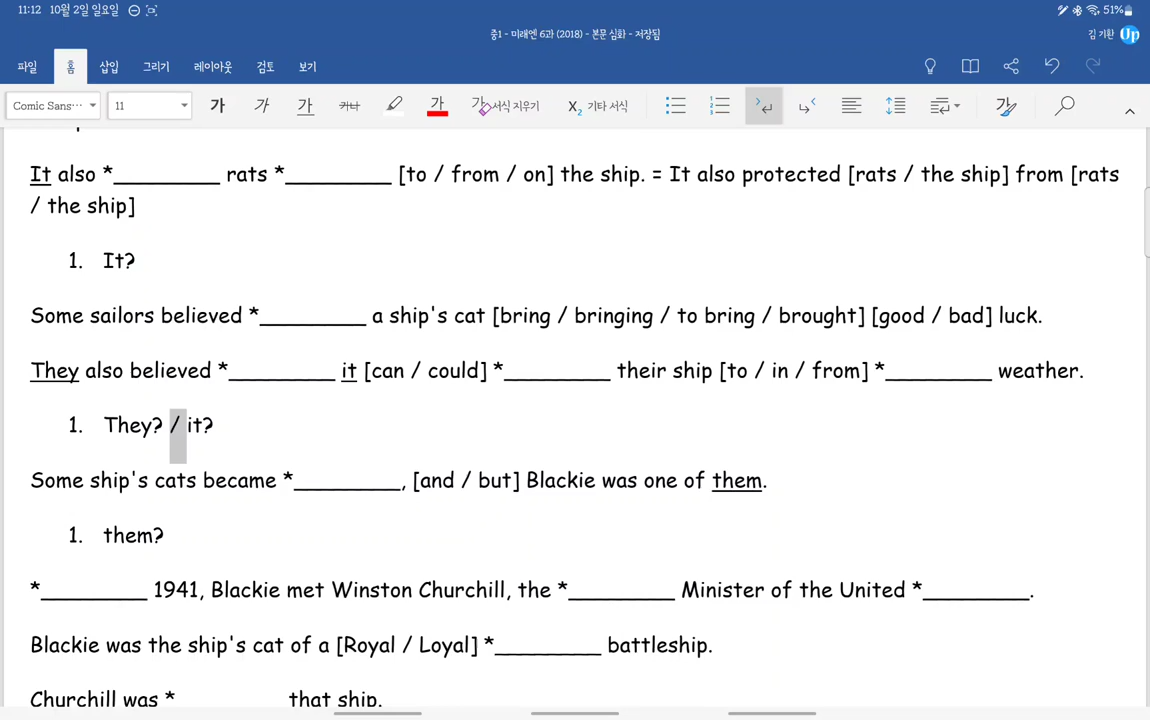 11:12 10월 2일 일요일 51%
중1 - 미래엔 6과 (2018) - 본문 심화 - 저장됨
김 기환 Up
파일 홈 삽입 그리기 레이아웃 검토 보기
Comic Sans··· 11 가 가 가 가나 가 가 서식 지우기 X₂ 기타 서식
It also *_________ rats *_________ [to / from / on] the ship. = It also protected [rats / the ship] from [rats
/ the ship]
1. It?
Some sailors believed *_________ a ship's cat [bring / bringing / to bring / brought] [good / bad] luck.
They also believed *_________ it [can / could] *_________ their ship [to / in / from] *_________ weather.
1. They? / it?
Some ship's cats became *_________, [and / but] Blackie was one of them.
1. them?
*_________ 1941, Blackie met Winston Churchill, the *_________ Minister of the United *_________.
Blackie was the ship's cat of a [Royal / Loyal] *_________ battleship.
Churchill was *_________ that ship.